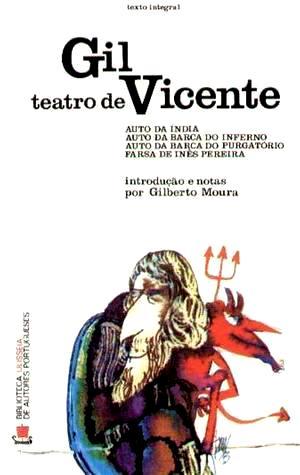 texto integral
Gil
teatro de Vicente
AUTO DA ÍNDIA
AUTO DA BARCA DO INFERNO
AUTO DA BARCA DO PURGATÓRIO
FARSA DE INÊS PEREIRA
introdução e notas
por Gilberto Moura
BIBLIOTECA ULISSEIA
DE AUTORES PORTUGUESES